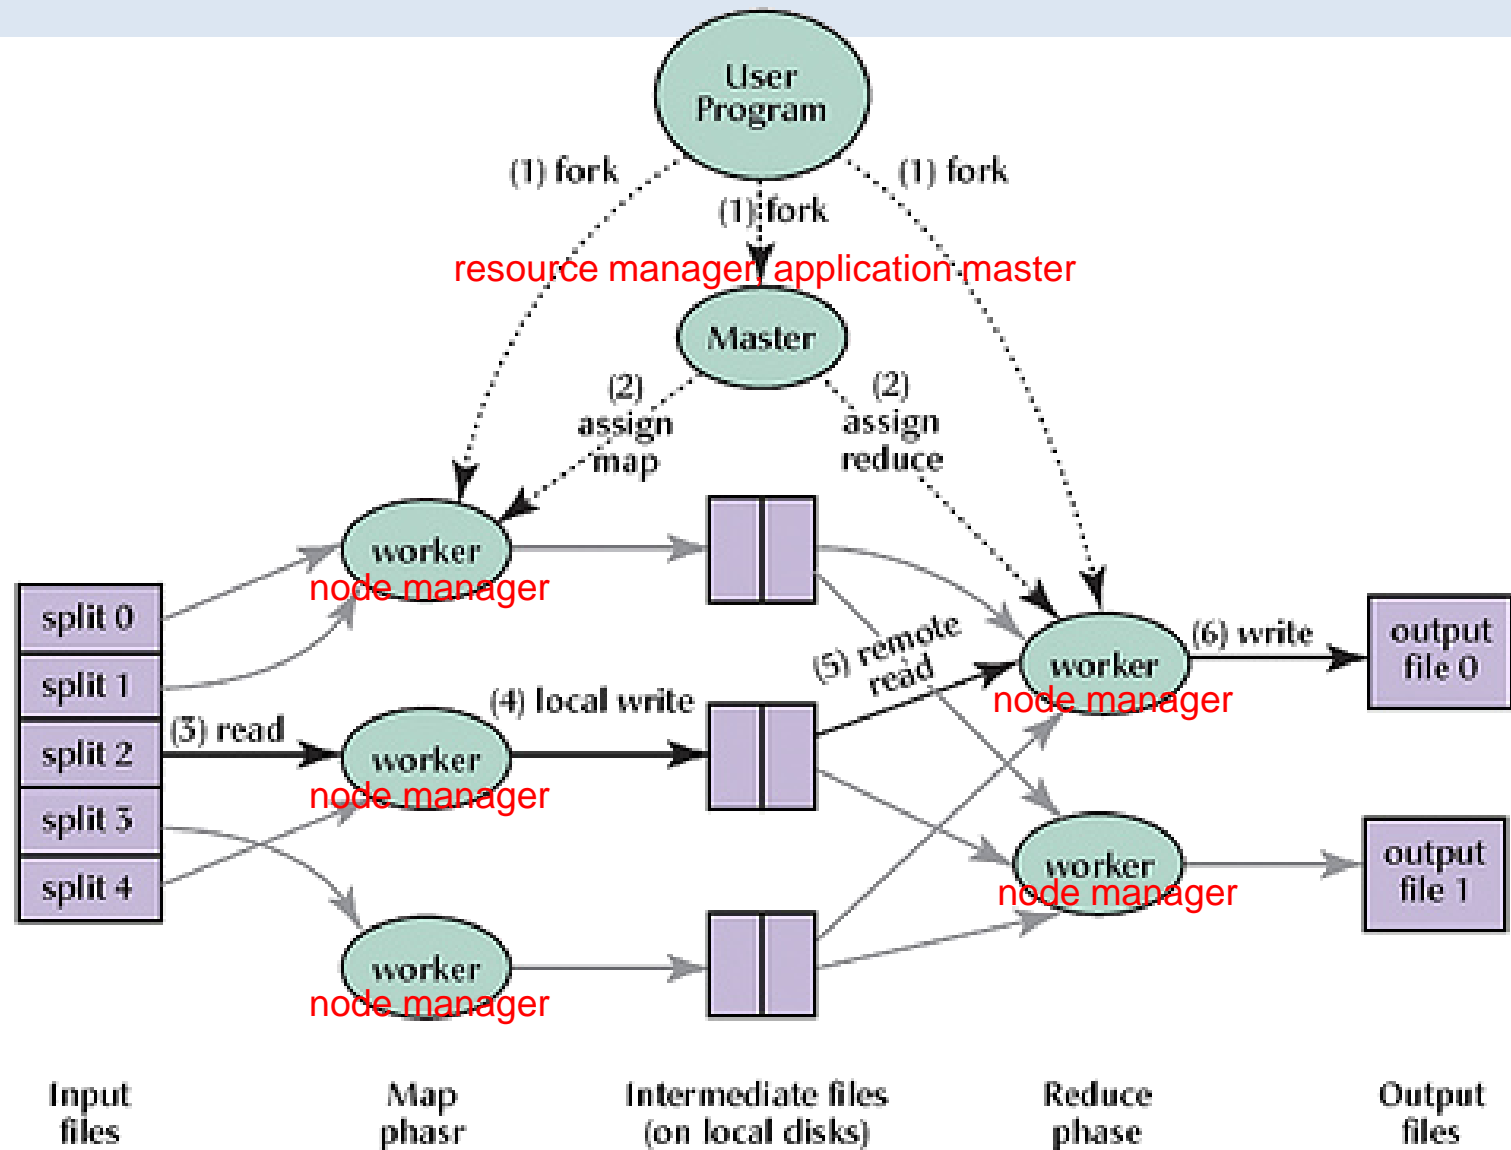 User
Program
(1) fork
(1) fork
(1) fork
resource manager, application master
Master
(2)
assign
map
(2)
assign
reduce
worker
node manager
split 0
split 1
split 2
split 3
split 4
(3) read
worker
node manager
(4) local write
worker
node manager
(5) remote
read
worker
node manager
(6) write
output
file 0
worker
node manager
output
file 1
Input
files
Map
phasr
Intermediate files
(on local disks)
Reduce
phase
Output
files